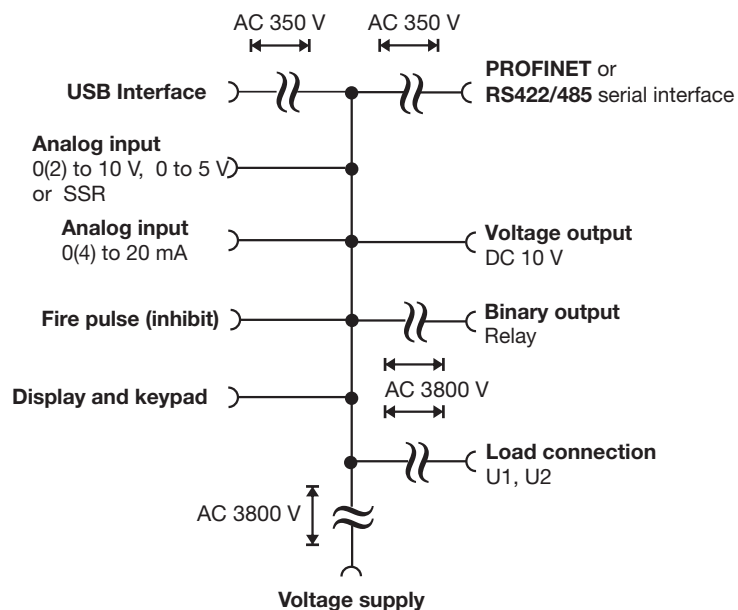 AC 350 V
AC 350 V
USB Interface
PROFINET or
RS422/485 serial interface
Analog input
0(2) to 10 V, 0 to 5 V
or SSR
Analog input
0(4) to 20 mA
Voltage output
DC 10 V
Fire pulse (inhibit)
Binary output
Relay
AC 3800 V
Display and keypad
Load connection
U1, U2
AC 3800 V
Voltage supply